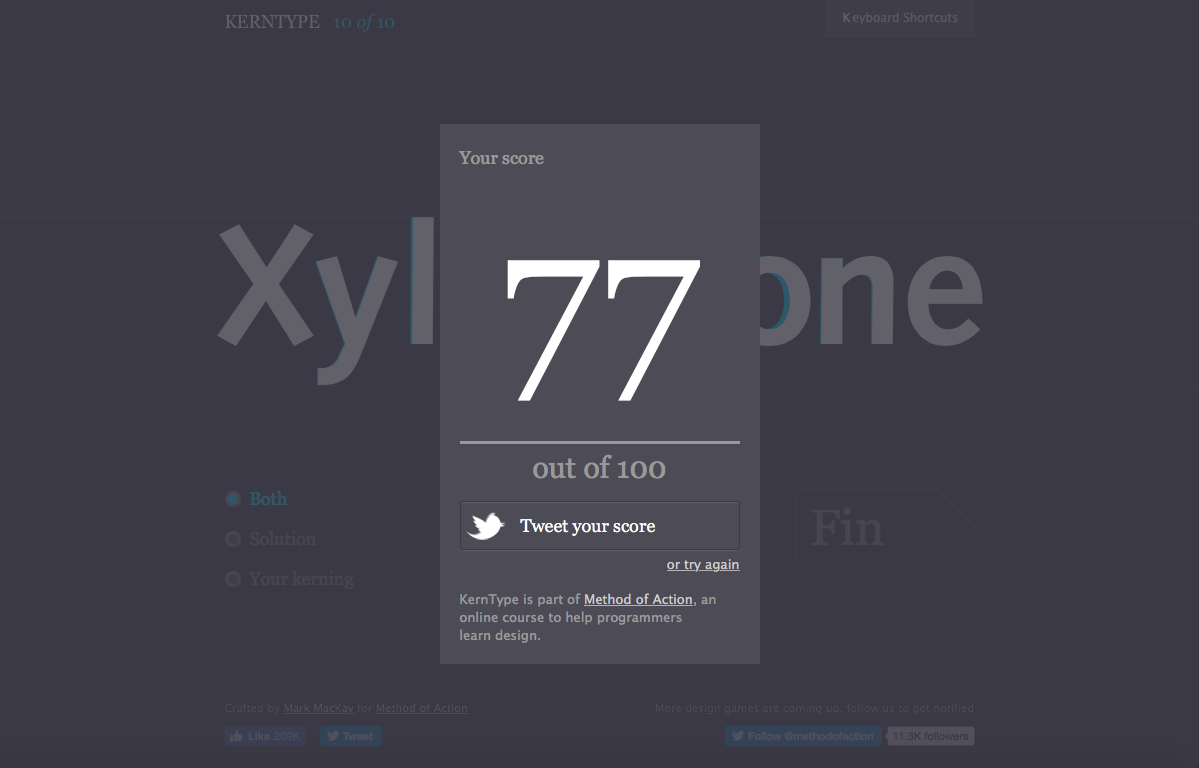 KERNTYPE 10 of 10
Keyboard Shortcuts
Your score
Xyl one
77
out of 100
Both
Tweet your score
Fin
Solution
or try again
Your kerning
KernType is part of Method of Action, an
online course to help programmers
learn design.
Crafted by Mark MacKay for Method of Action
More design games are coming up, follow us to get notified
Like 209K
Tweet
Follow @methodofaction
11.3K followers